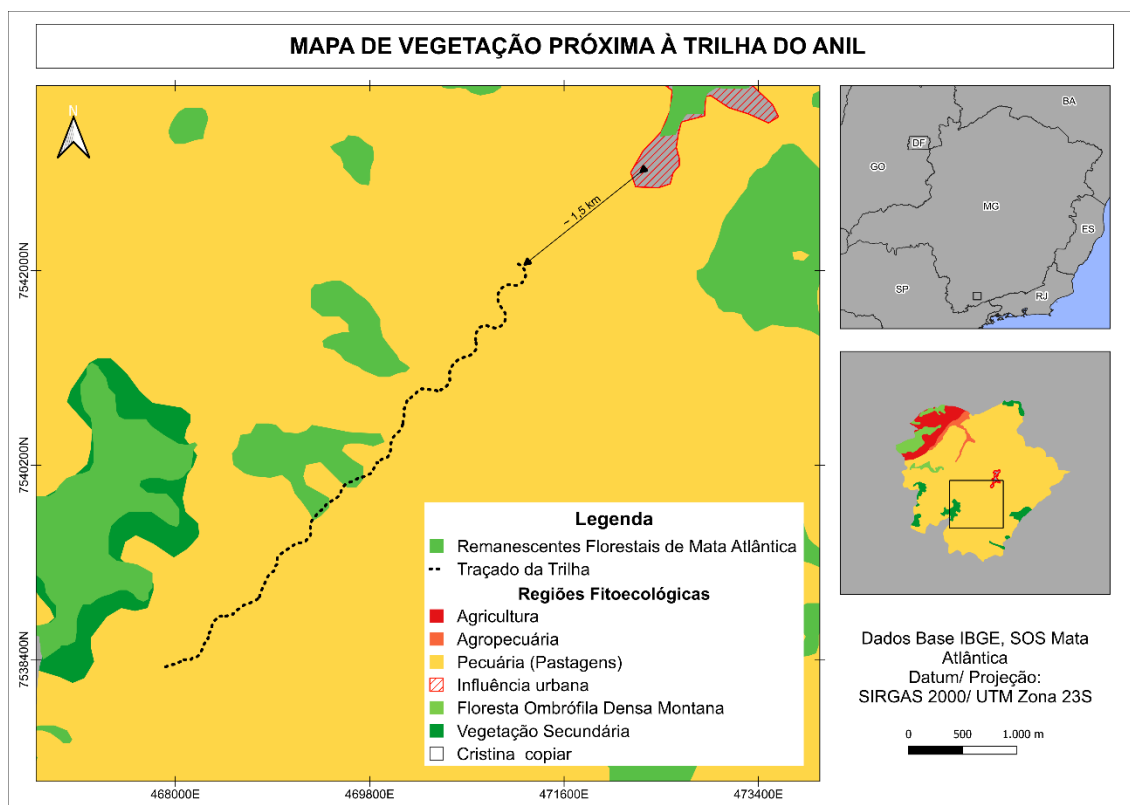 MAPA DE VEGETAÇÃO PRÓXIMA À TRILHA DO ANIL
N
~ 1,5 km
7542000N
7540200N
7538400N
468000E
469800E
471600E
473400E
Legenda
Remanescentes Florestais de Mata Atlântica
Traçado da Trilha
Regiões Fitoecológicas
Agricultura
Agropecuária
Pecuária (Pastagens)
Influência urbana
Floresta Ombrófila Densa Montana
Vegetação Secundária
Cristina copiar
BA
DF
GO
MG
ES
SP
RJ
Dados Base IBGE, SOS Mata
Atlântica
Datum/ Projeção:
SIRGAS 2000/ UTM Zona 23S
0 500 1.000 m